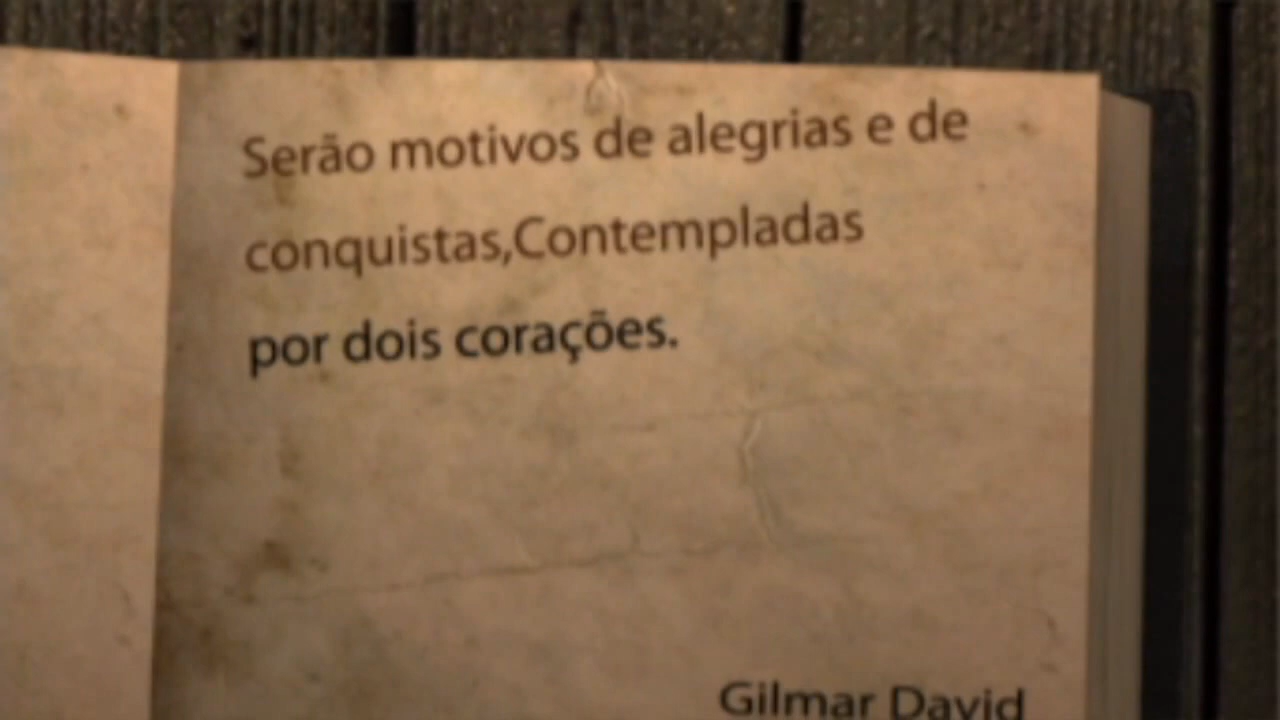 Serão motivos de alegrias e de
conquistas,Contempladas
por dois corações.
Gilmar David